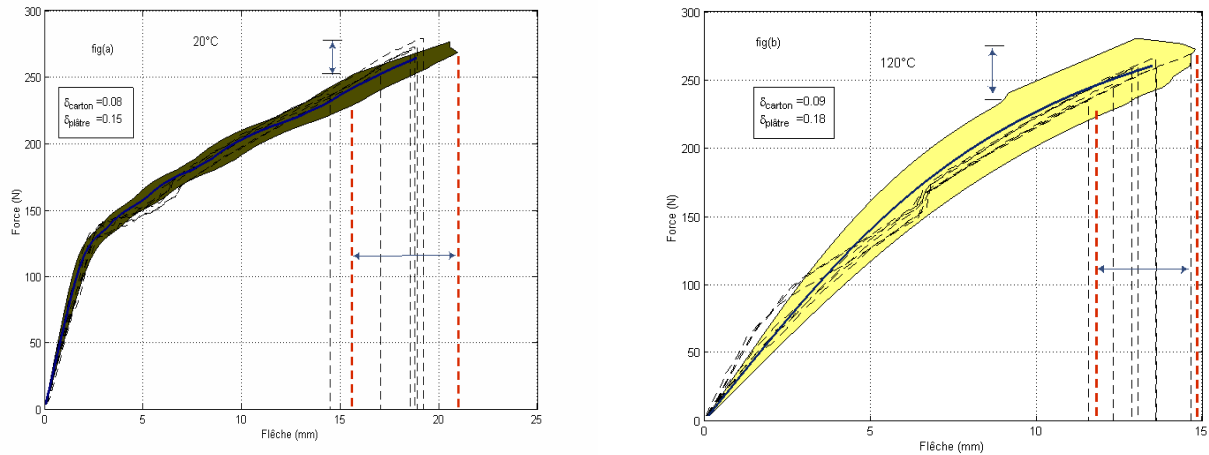 300
250
200
150
100
50
0
Force (N)
fig(a)
20°C
δcarton =0.08
δplâtre =0.15
0
5
10
15
20
25
Flêche (mm)
300
250
200
150
100
50
0
Force (N)
fig(b)
120°C
δcarton =0.09
δplâtre =0.18
0
5
10
15
Flêche (mm)